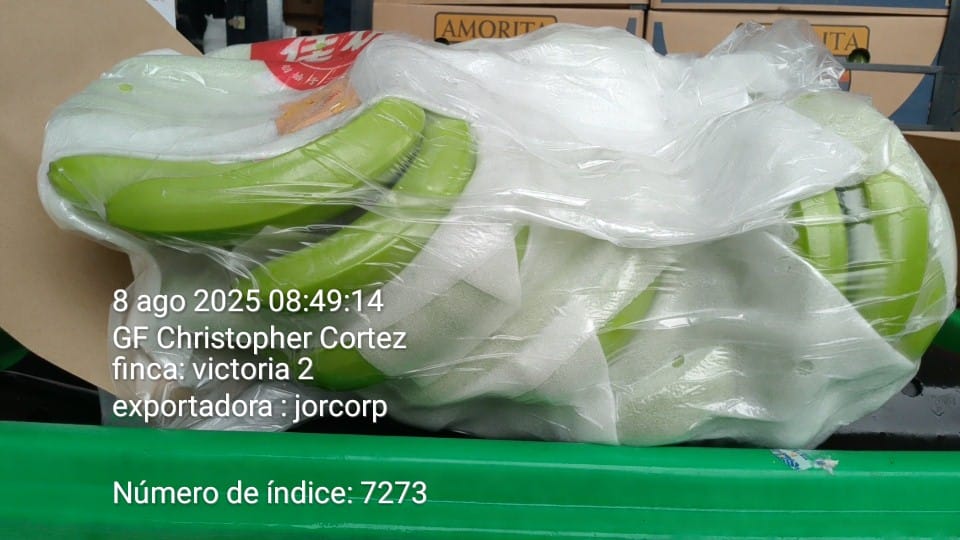 AMORITA
ITA
8 ago 2025 08:49:14
GF Christopher Cortez
finca: victoria 2
exportadora : jorcorp
Número de índice: 7273